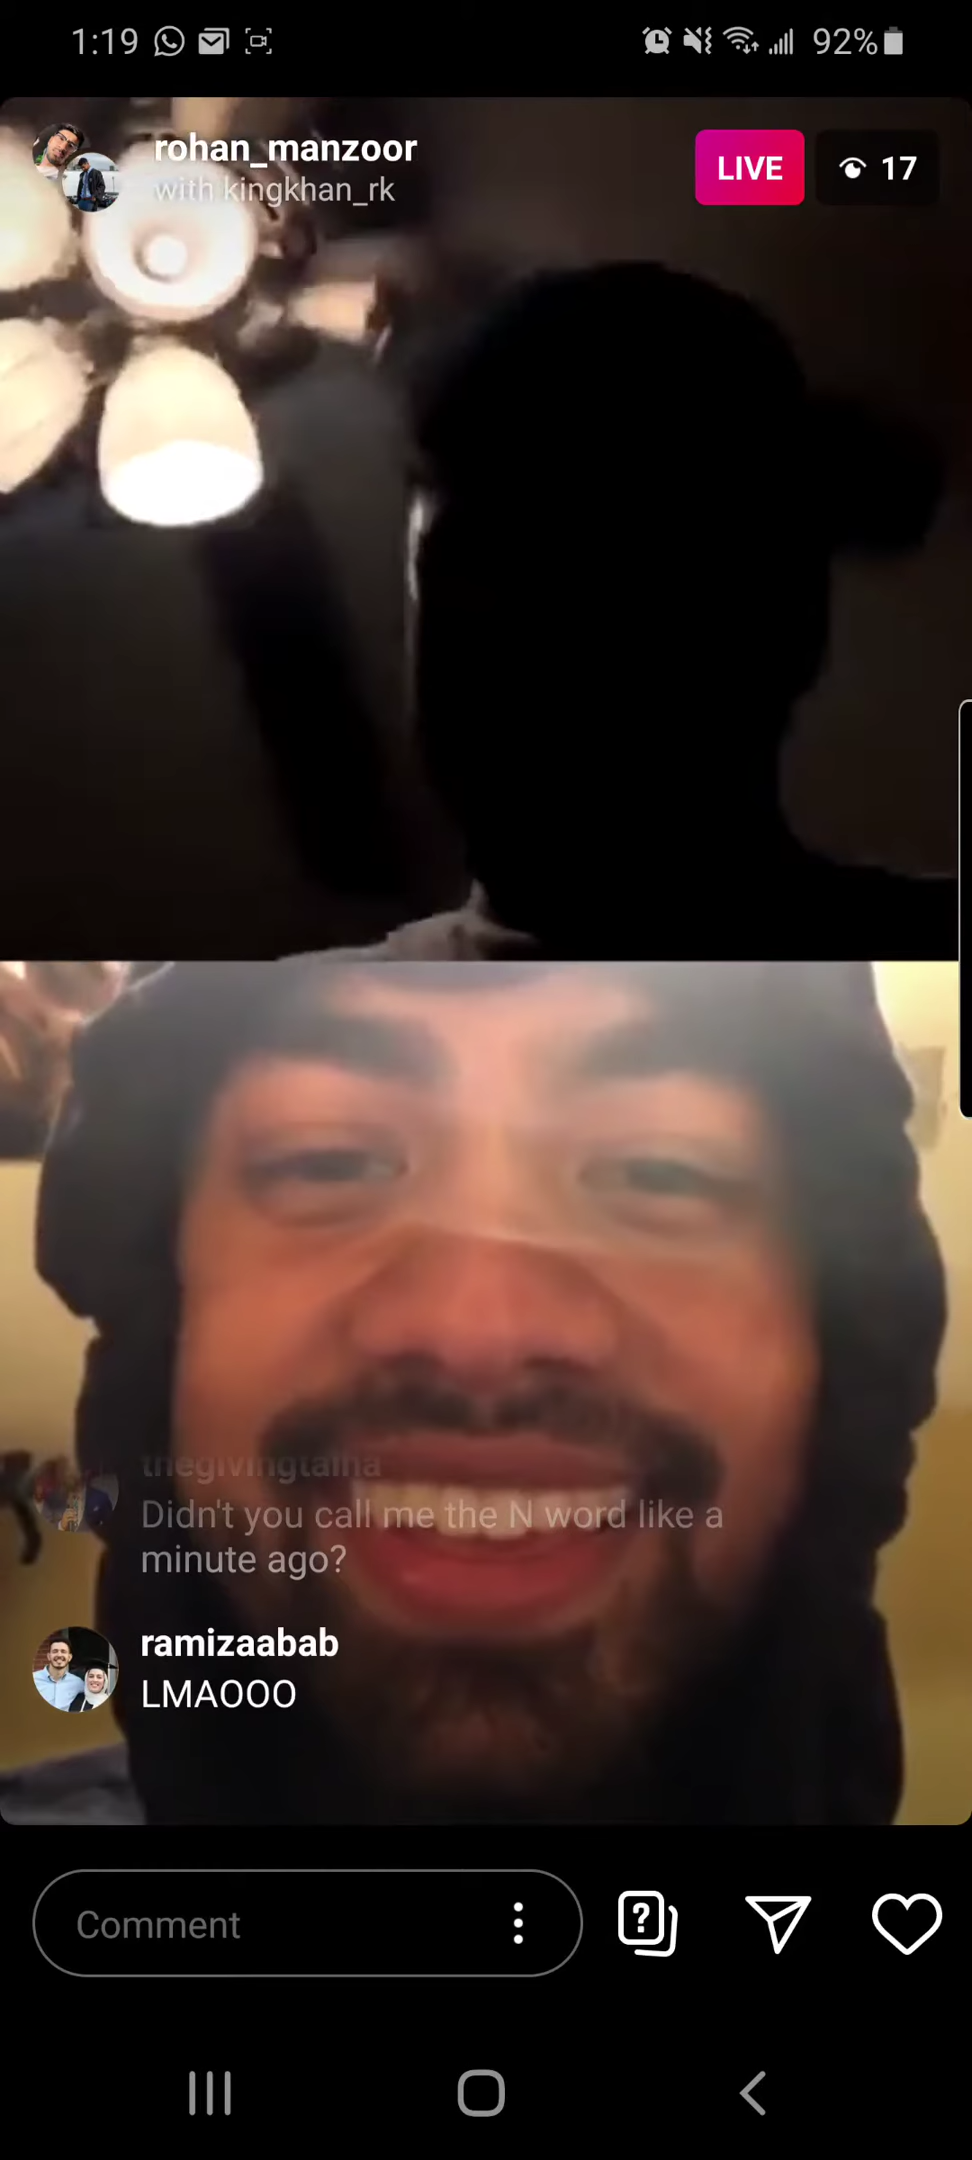 1:19
92%
rohan_manzoor
with kingkhan_rk
LIVE
17
thegivingtalha
Didn't you call me the N word like a
minute ago?
ramizaabab
LMAOOO
Comment